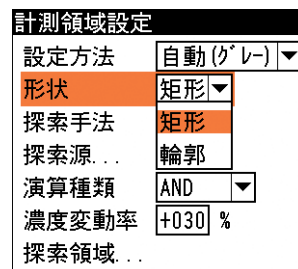 計測領域設定
設定方法 自動(ｸﾞﾚｰ)
形状 矩形
探索手法 矩形
探索源... 輪郭
演算種類 AND
濃度変動率 +030 %
探索領域...